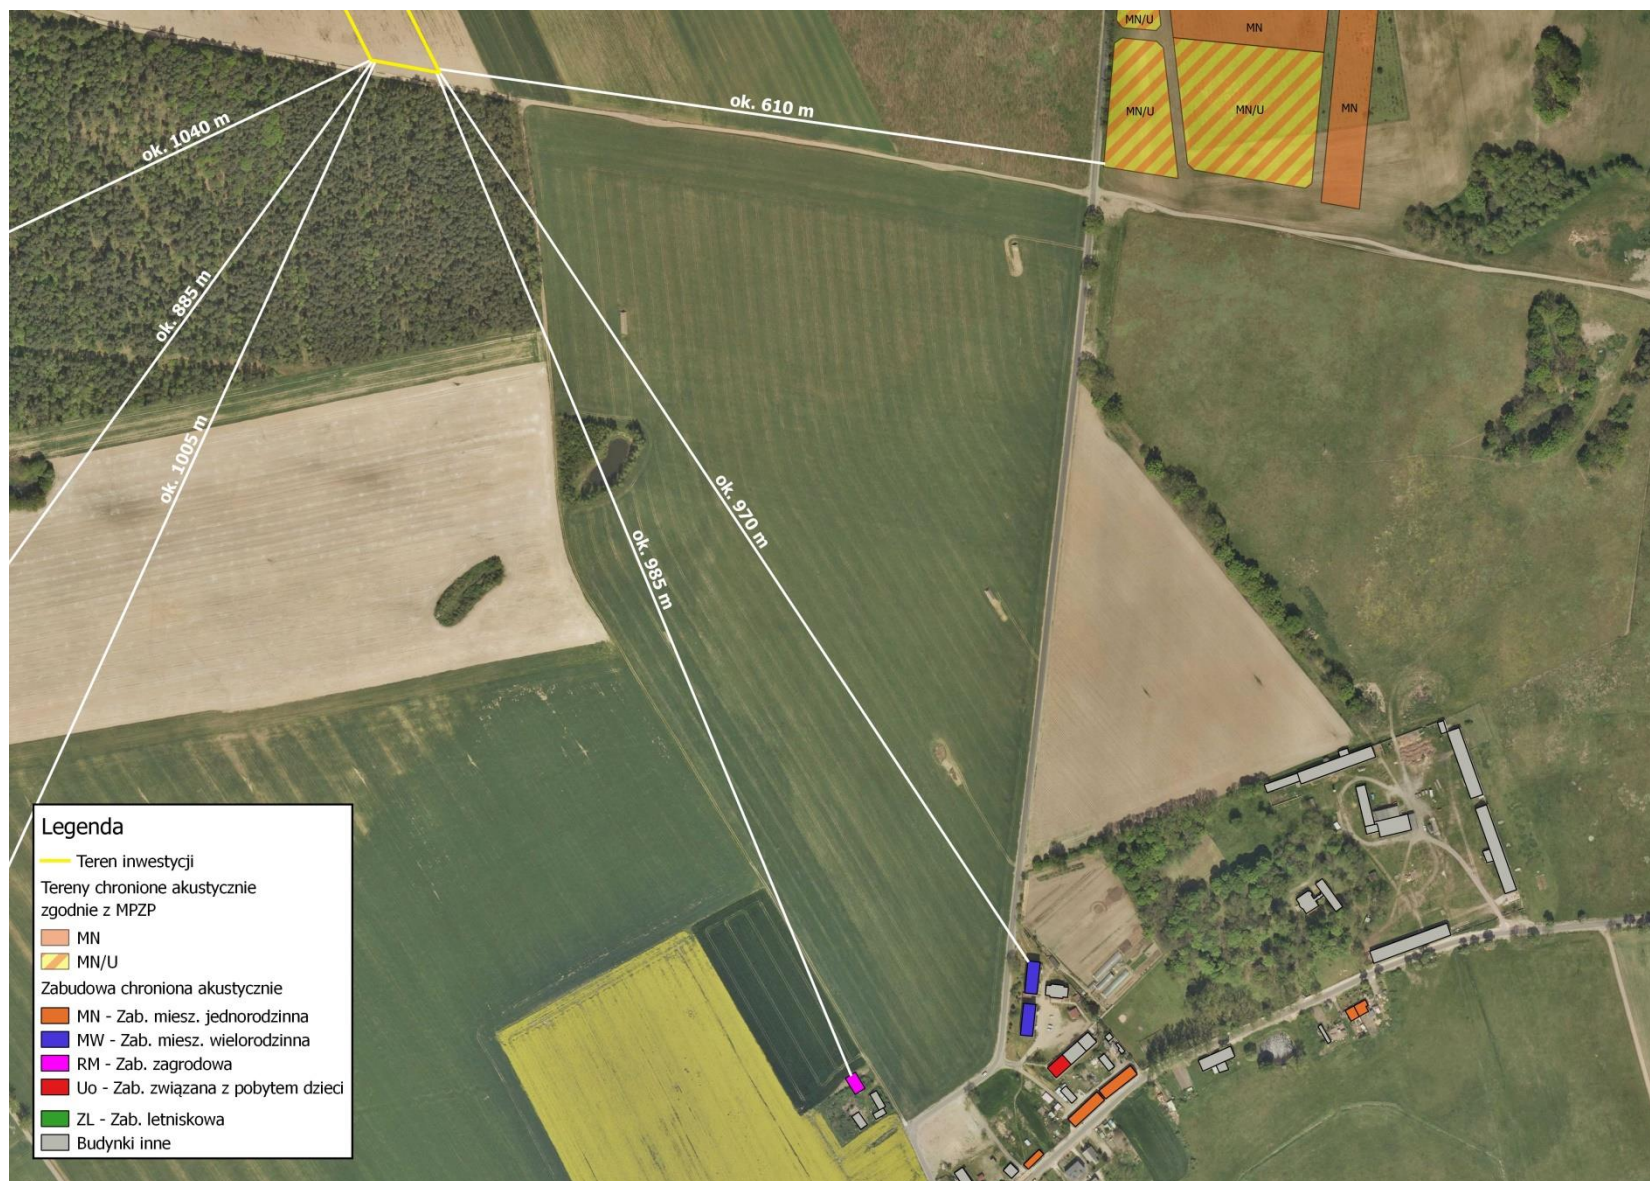 MN/U
MN
MN/U
MN/U
MN
ok. 610 m
ok. 1040 m
ok. 885 m
ok. 1005 m
ok. 970 m
ok. 985 m
Legenda
Teren inwestycji
Tereny chronione akustycznie
zgodnie z MPZP
MN
MN/U
Zabudowa chroniona akustycznie
MN - Zab. miesz. jednorodzinna
MW - Zab. miesz. wielorodzinna
RM - Zab. zagrodowa
Uo - Zab. związana z pobytem dzieci
ZL - Zab. letniskowa
Budynki inne